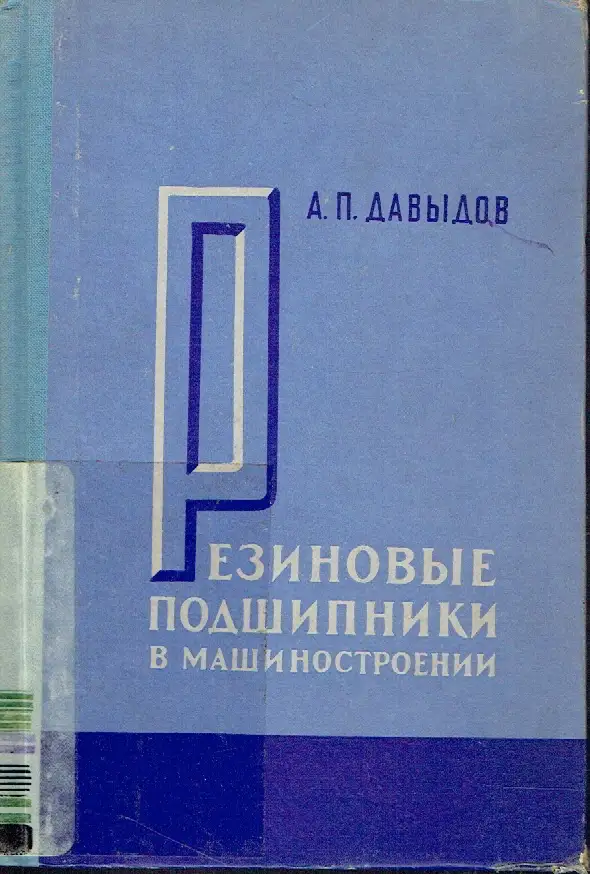 А. П. ДАВЫДОВ
РЕЗИНОВЫЕ
ПОДШИПНИКИ
В МАШИНОСТРОЕНИИ